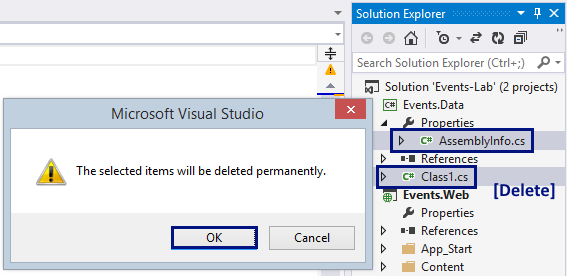 Solution Explorer
Search Solution Explorer (Ctrl+;)
Solution 'Events-Lab' (2 projects)
C# Events.Data
Properties
C# AssemblyInfo.cs
References
C# Class1.cs
[Delete]
Events.Web
Properties
References
App_Start
Content
Microsoft Visual Studio
The selected items will be deleted permanently.
OK
Cancel